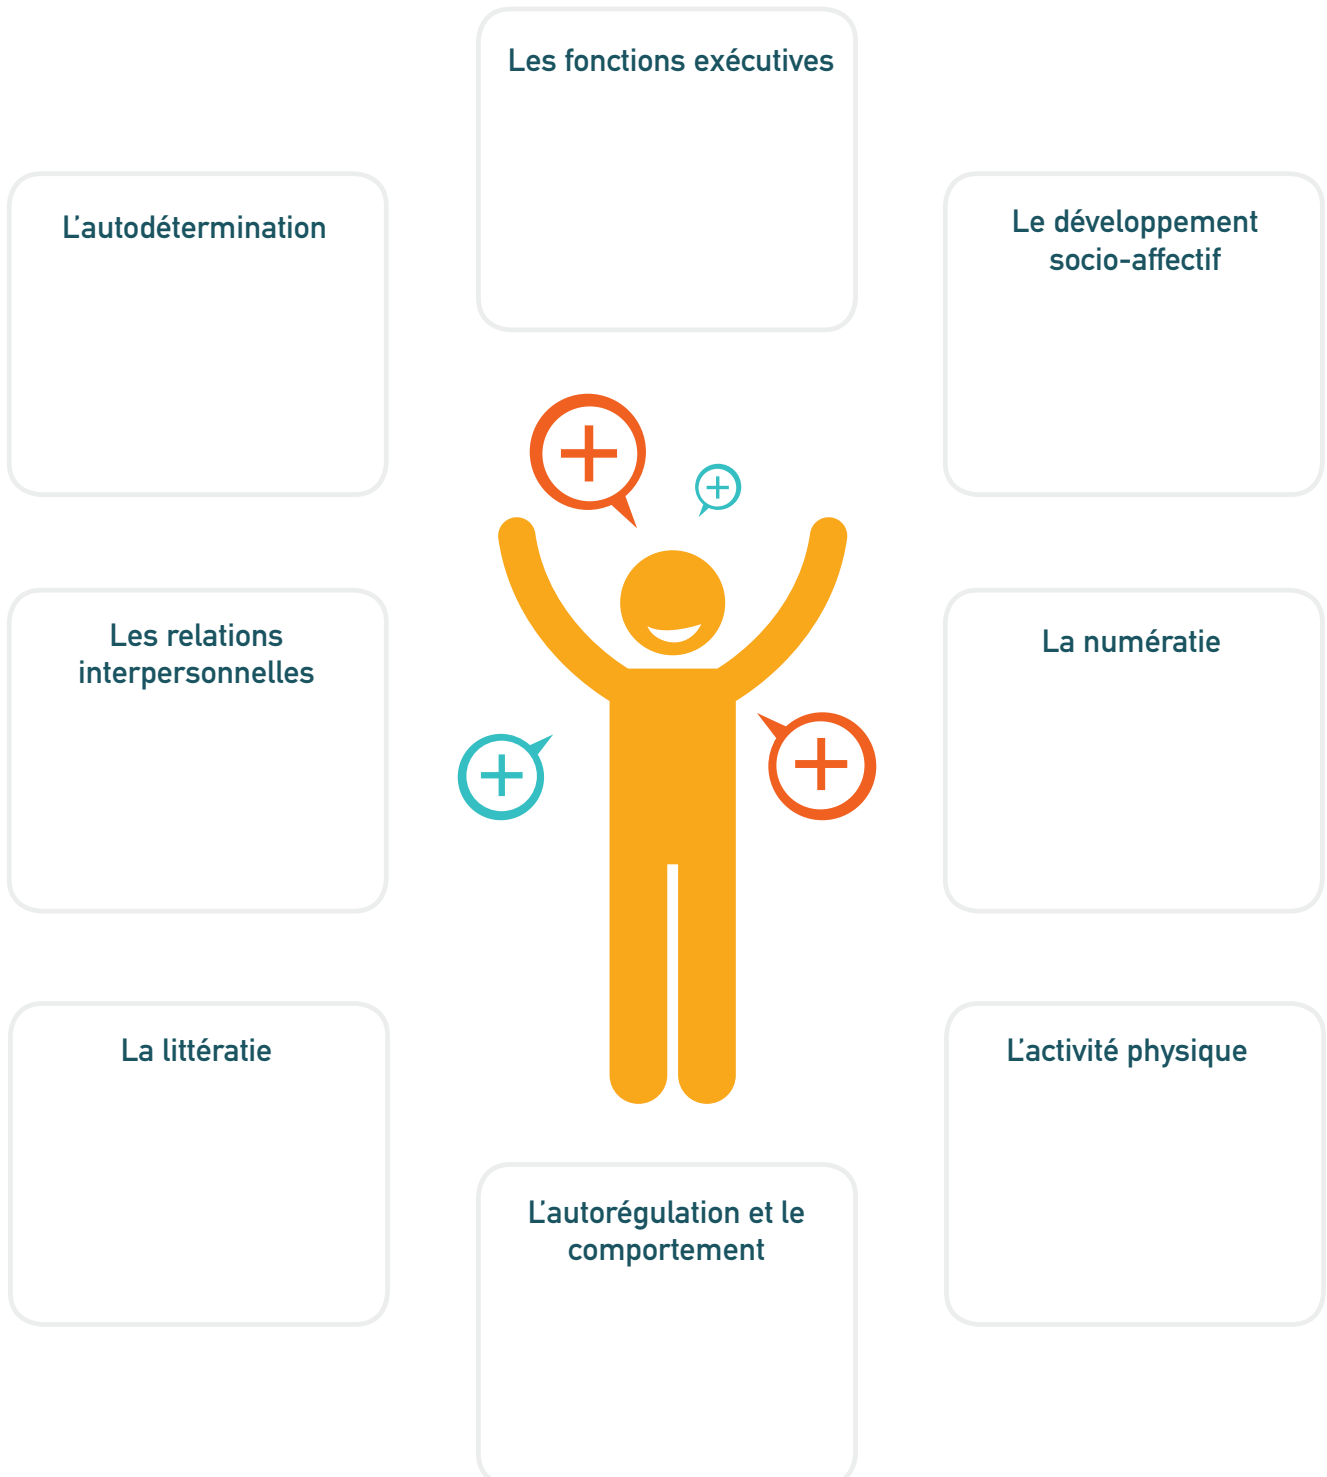 Les fonctions exécutives
L'autodétermination
Le développement
socio-affectif
Les relations
interpersonnelles
La numératie
La littératie
L'activité physique
L'autorégulation et le
comportement